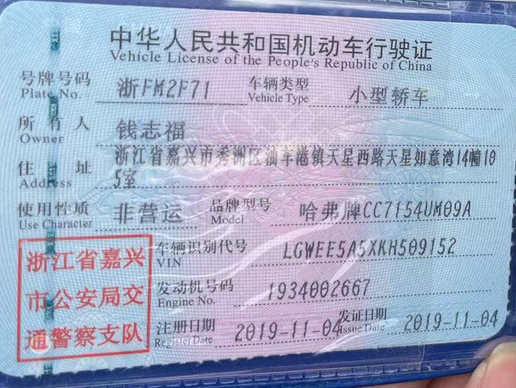 中华人民共和国机动车行驶证
Vehicle License of the People's Republic of China
号牌号码 浙FM2F71 车辆类型 小型轿车
Plate No. Vehicle Type
所有人 钱志福
Owner
住址 浙江省嘉兴市秀洲区油车港镇天星西路天星如意湾14幢10
Address 5室
使用性质 非营运 品牌型号 哈弗牌CC7154UM09A
Use Character Model
浙江省嘉兴
市公安局交
通警察支队
车辆识别代号 LGWEE5A5XKH509152
VIN
发动机号码 1934002667
Engine No.
注册日期 2019-11-04 发证日期 2019-11-04
Issue Date